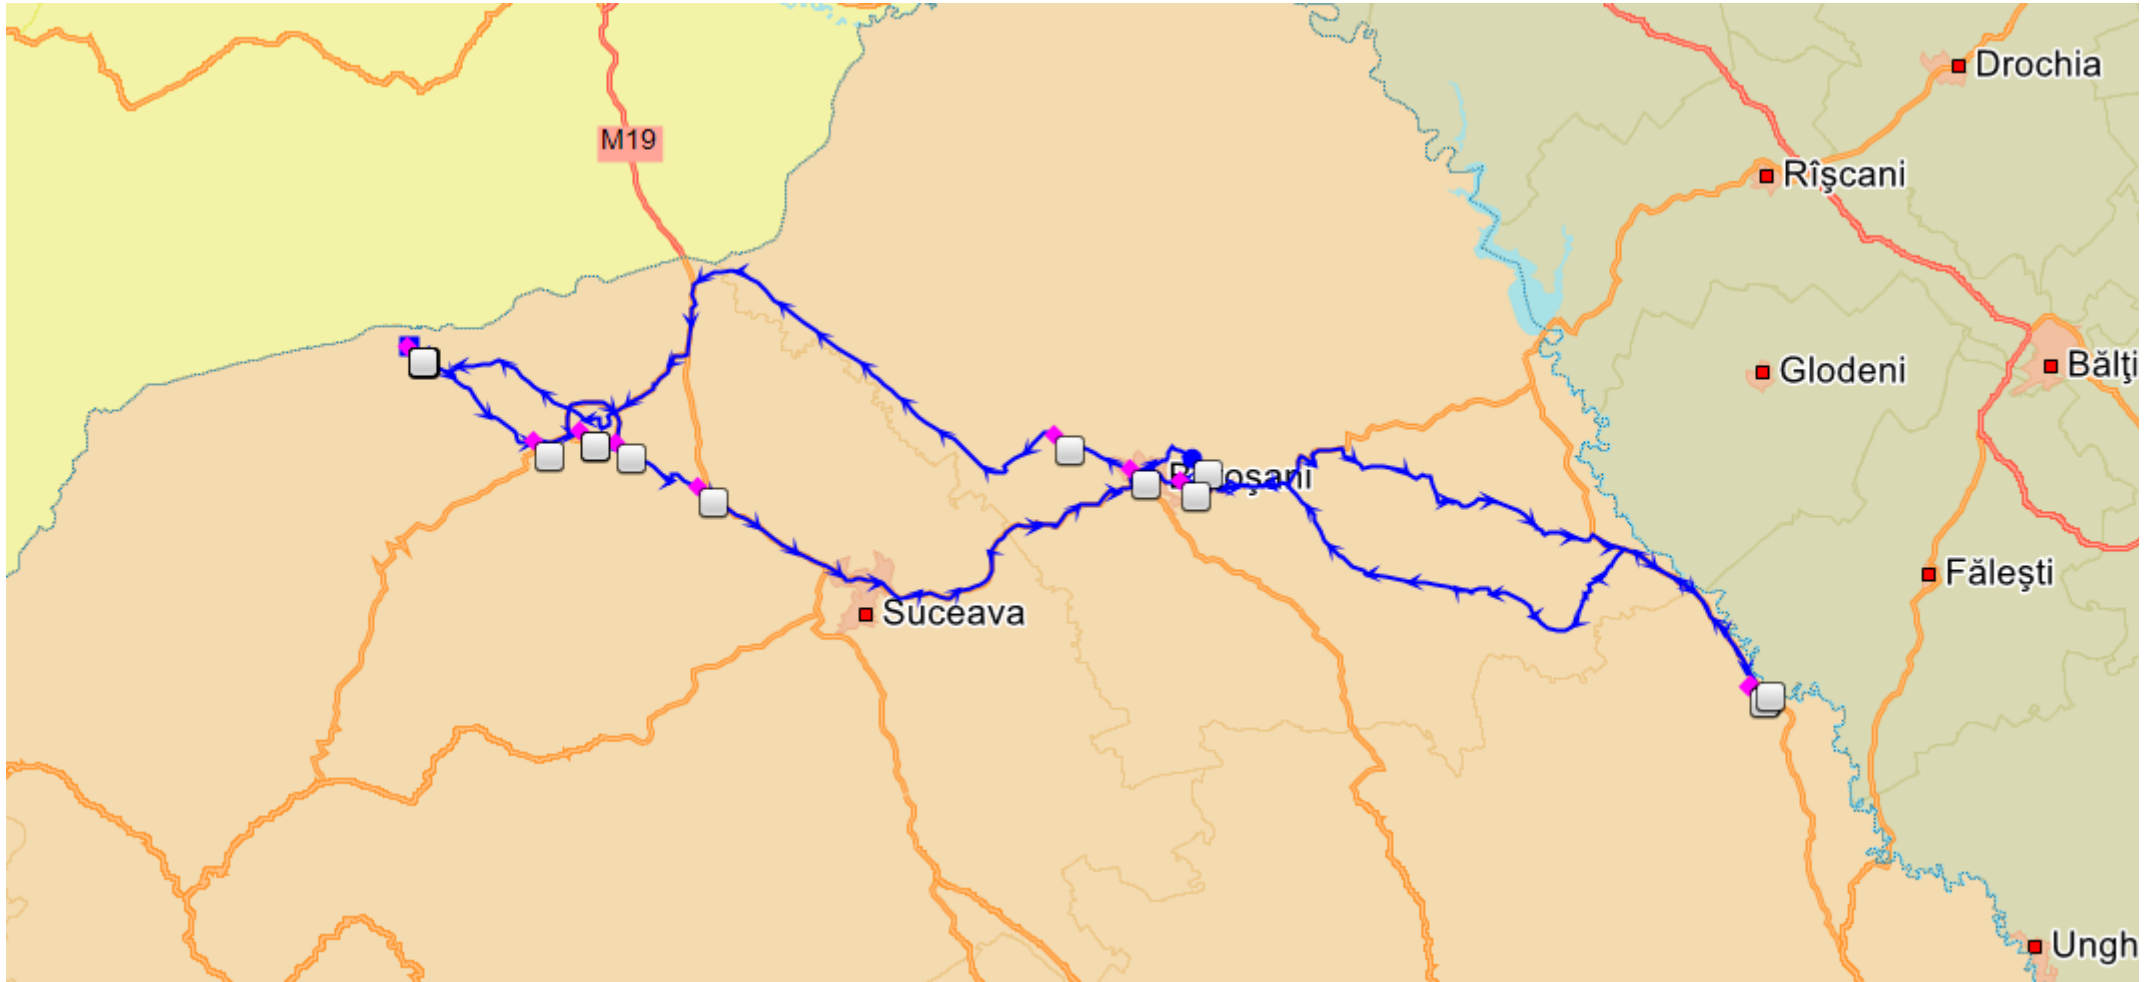 Drochia
M19
Rîşcani
Glodeni
Bălţi
Făleşti
Suceava
Ungh